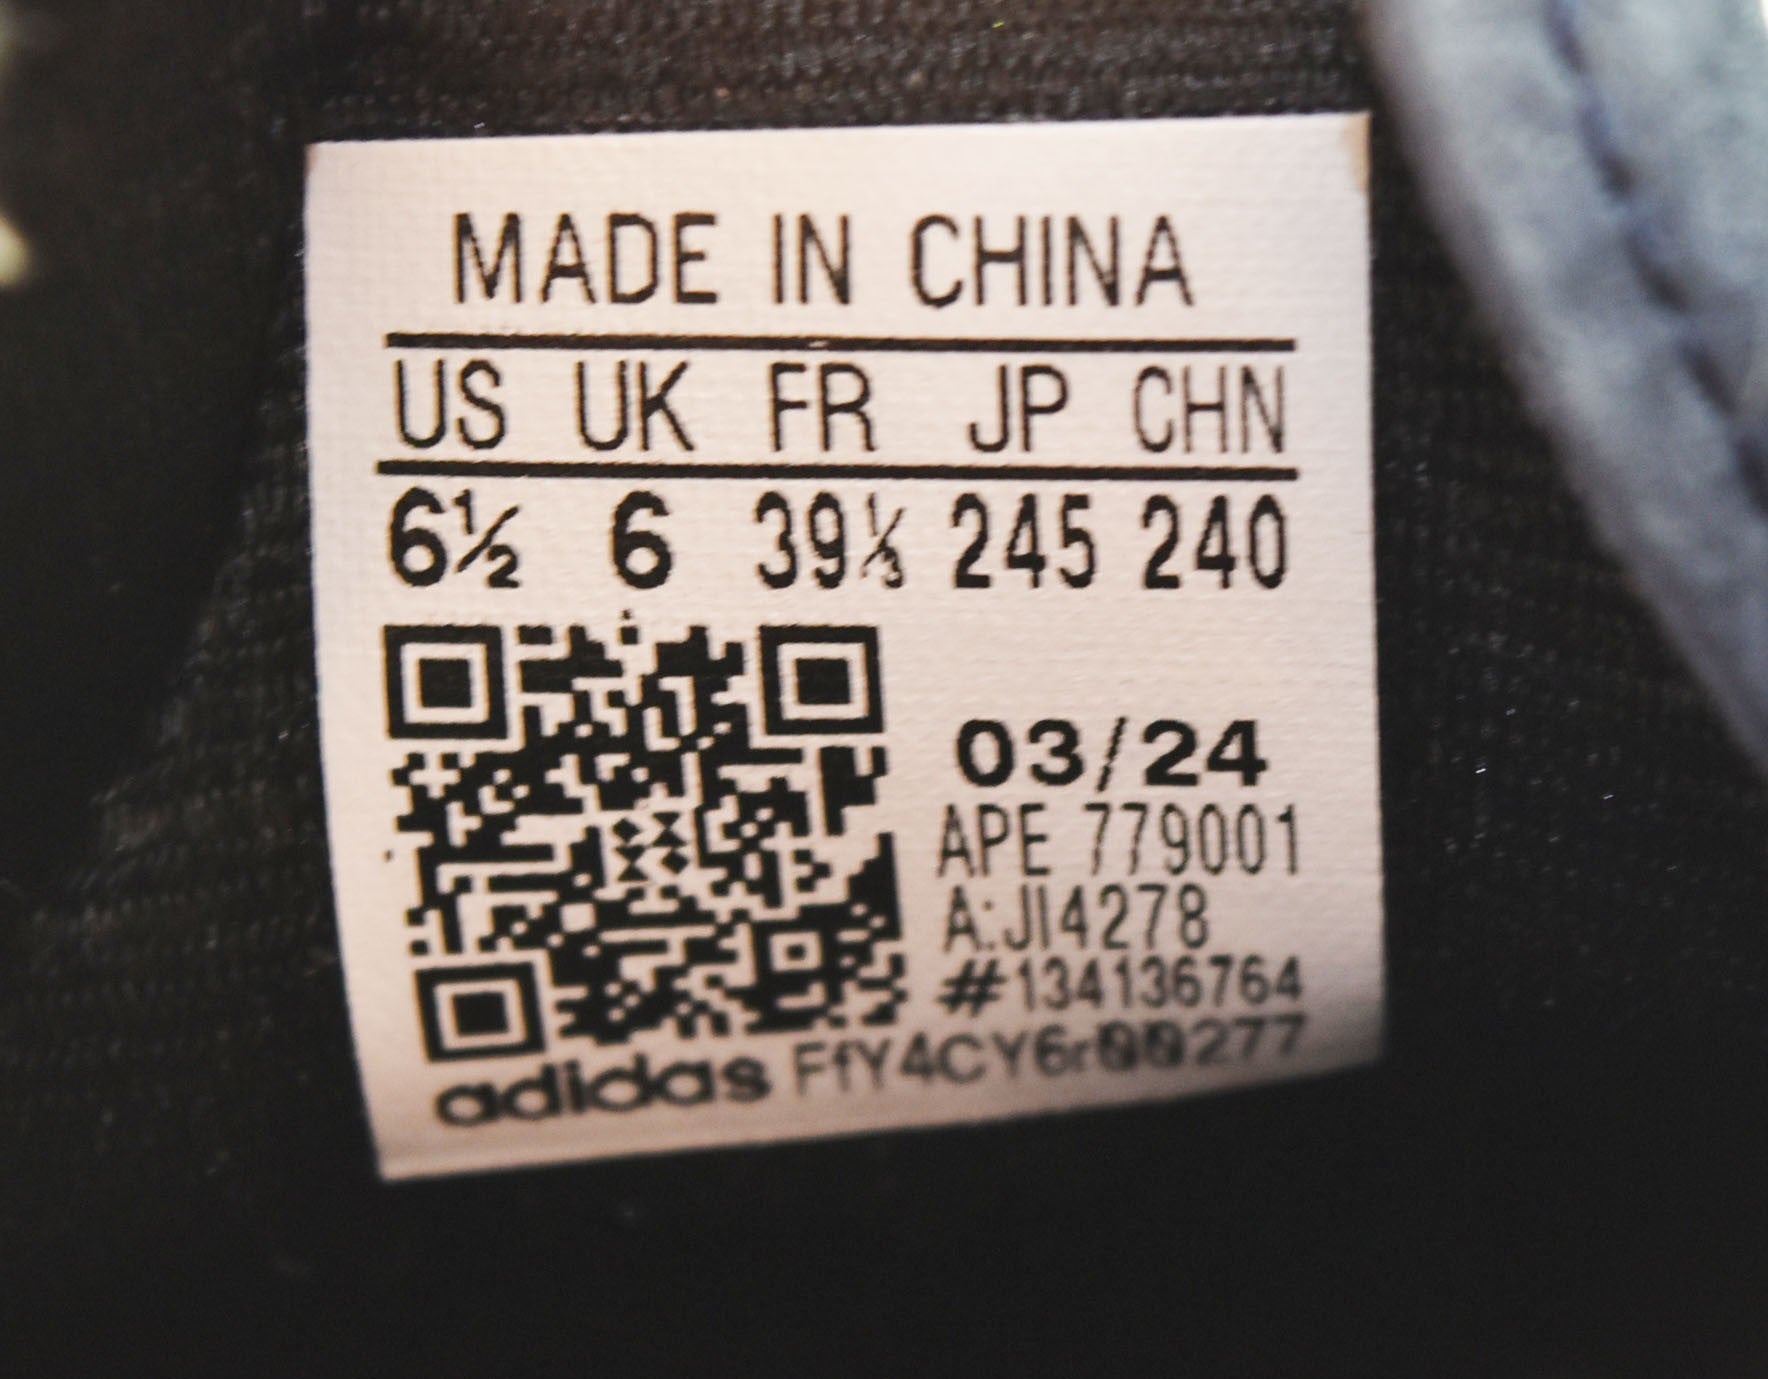 MADE IN CHINA
US UK FR JP CHN
6½ 6 39⅓ 245 240
03/24
APE 779001
A:JI4278
#134136764
adidas FfY4CY6r00277